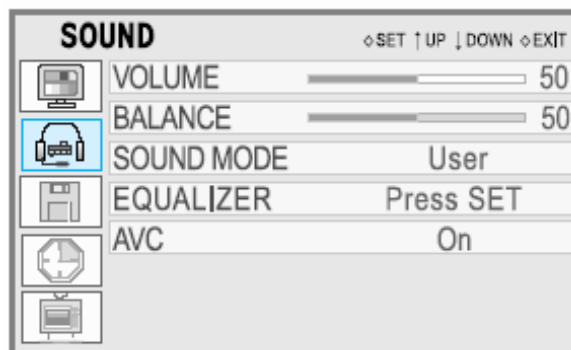 SOUND ◇SET ↑UP ↓DOWN ◇EXIT
VOLUME 50
BALANCE 50
SOUND MODE User
EQUALIZER Press SET
AVC On